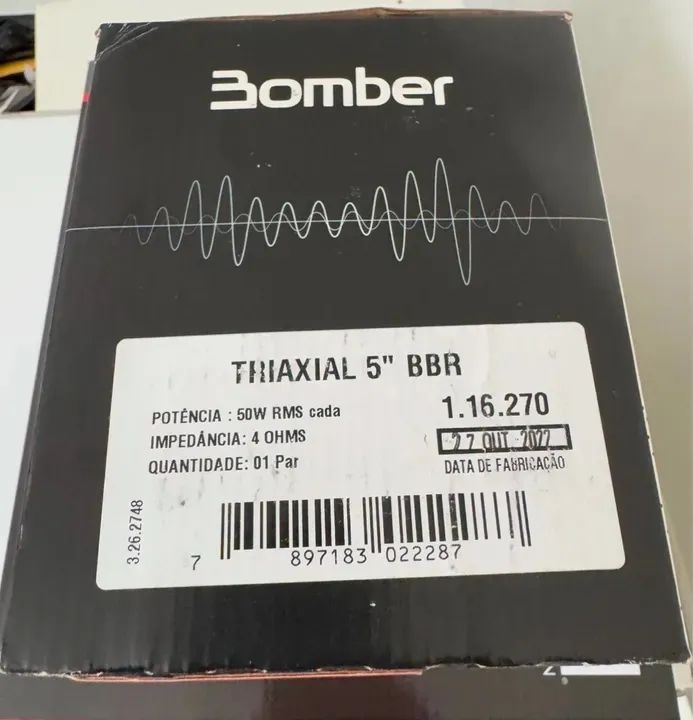 Bomber
TRIAXIAL 5" BBR
POTÊNCIA : 50W RMS cada
IMPEDÂNCIA: 4 OHMS
QUANTIDADE: 01 Par
1.16.270
27 OUT 2022
DATA DE FABRICAÇÃO
3.26.2748
7 897183 022287